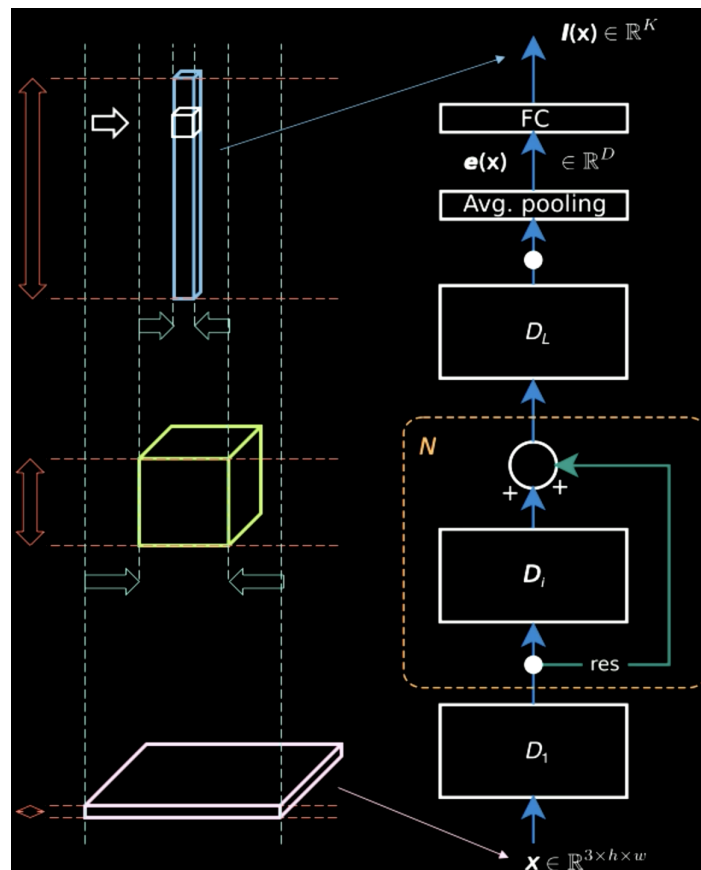 l(x) ∈ ℝ^K
FC
e(x) ∈ ℝ^D
Avg. pooling
D_L
N
+ +
D_i
res
D_1
x ∈ ℝ^{3×h×w}